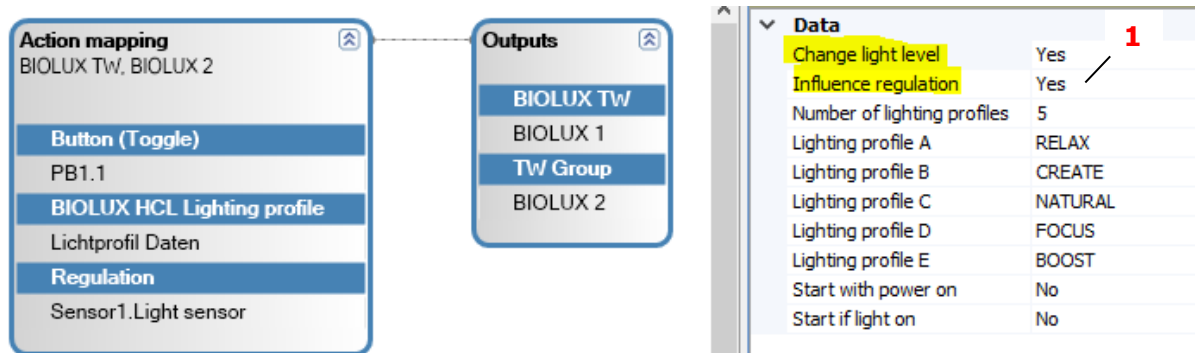 Action mapping
BIOLUX TW, BIOLUX 2
Button (Toggle)
PB1.1
BIOLUX HCL Lighting profile
Lichtprofil Daten
Regulation
Sensor1.Light sensor
Outputs
BIOLUX TW
BIOLUX 1
TW Group
BIOLUX 2
Data
1
Change light level Yes
Influence regulation Yes
Number of lighting profiles 5
Lighting profile A RELAX
Lighting profile B CREATE
Lighting profile C NATURAL
Lighting profile D FOCUS
Lighting profile E BOOST
Start with power on No
Start if light on No